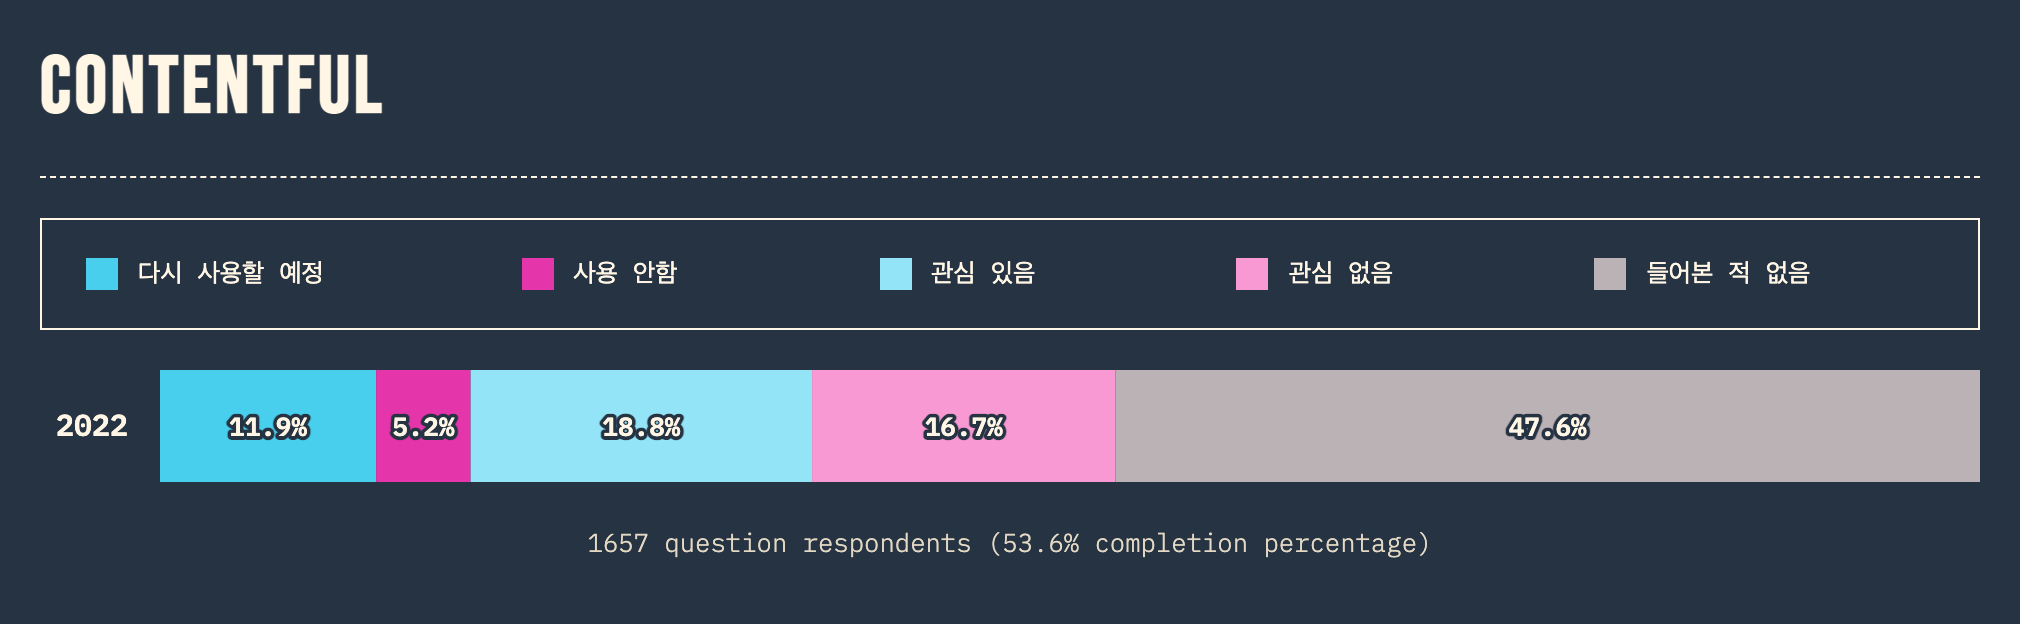 CONTENTFUL
다시 사용할 예정 사용 안함 관심 있음 관심 없음 들어본 적 없음
2022 11.9% 5.2% 18.8% 16.7% 47.6%
1657 question respondents (53.6% completion percentage)